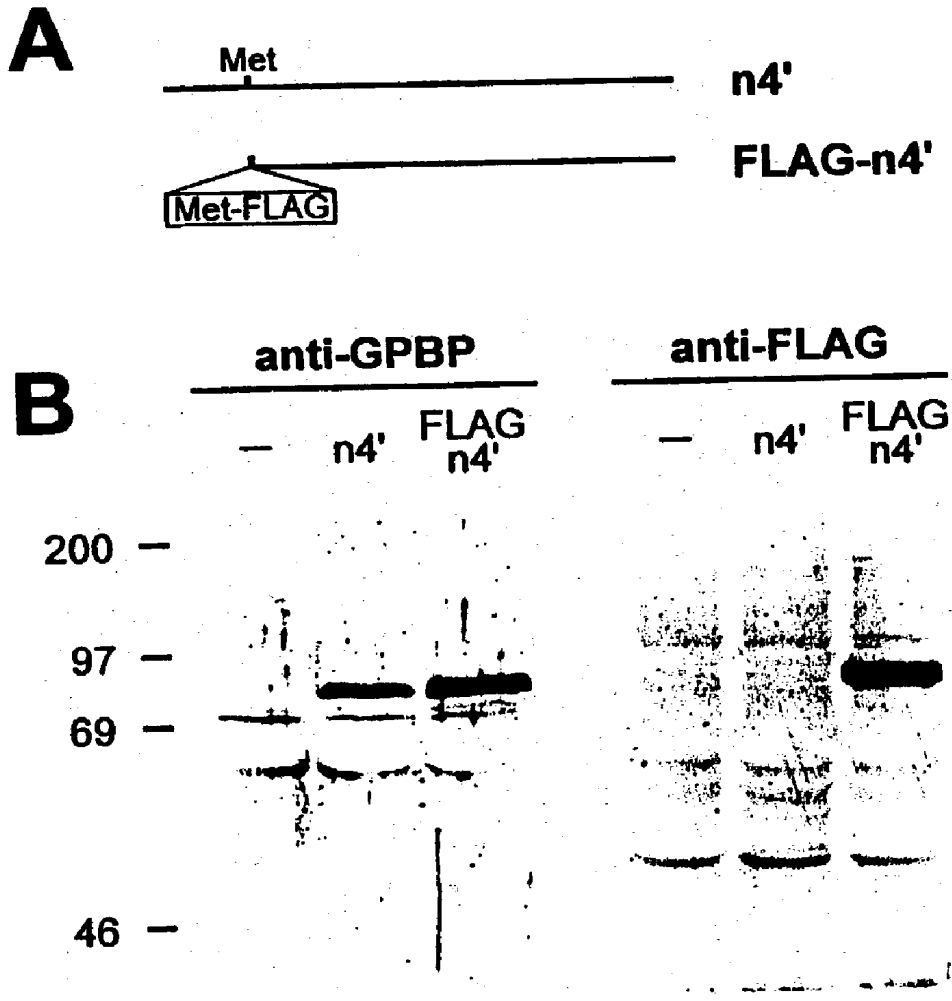 A
Met
n4'
FLAG-n4'
Met-FLAG
B
anti-GPBP
anti-FLAG
— n4' FLAG n4'
— n4' FLAG n4'
200 —
97 —
69 —
46 —